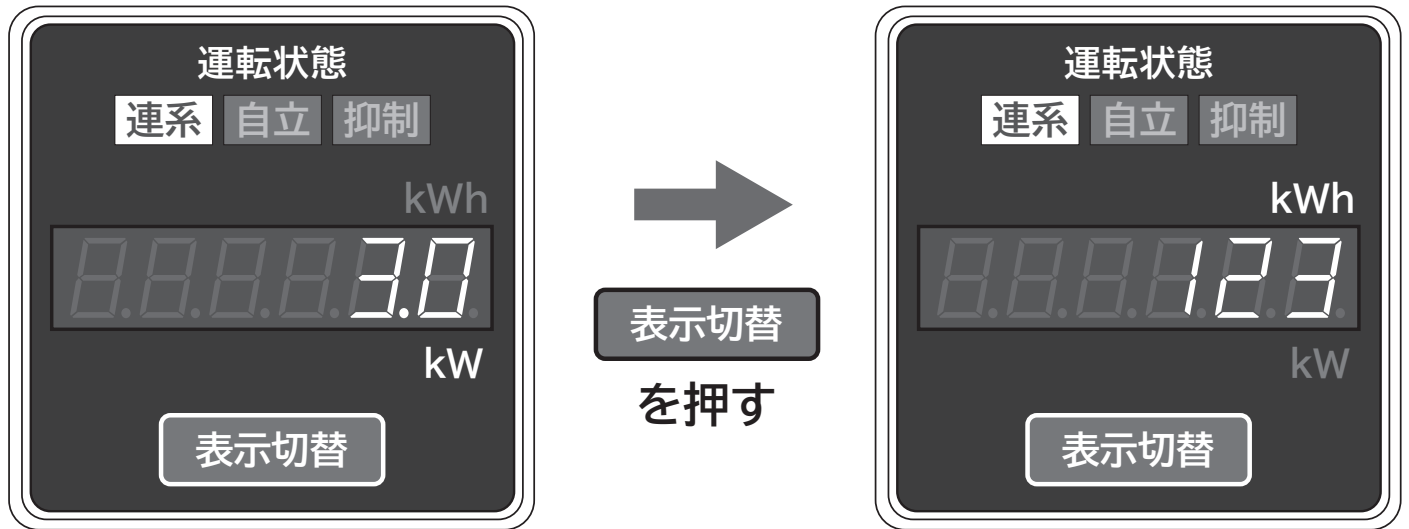 運転状態
連系 自立 抑制
kWh
3.0
kW
表示切替
表示切替
を押す
運転状態
連系 自立 抑制
kWh
123
kW
表示切替